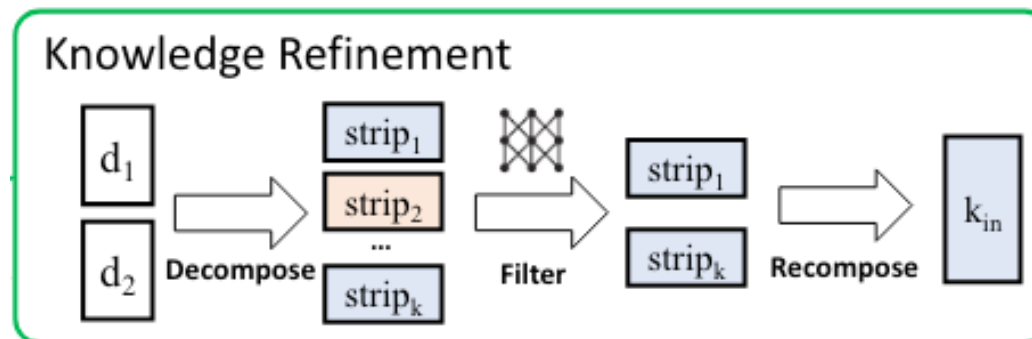 Knowledge Refinement
d₁
d₂
Decompose
strip₁
strip₂
...
stripₖ
Filter
strip₁
stripₖ
Recompose
kᵢₙ